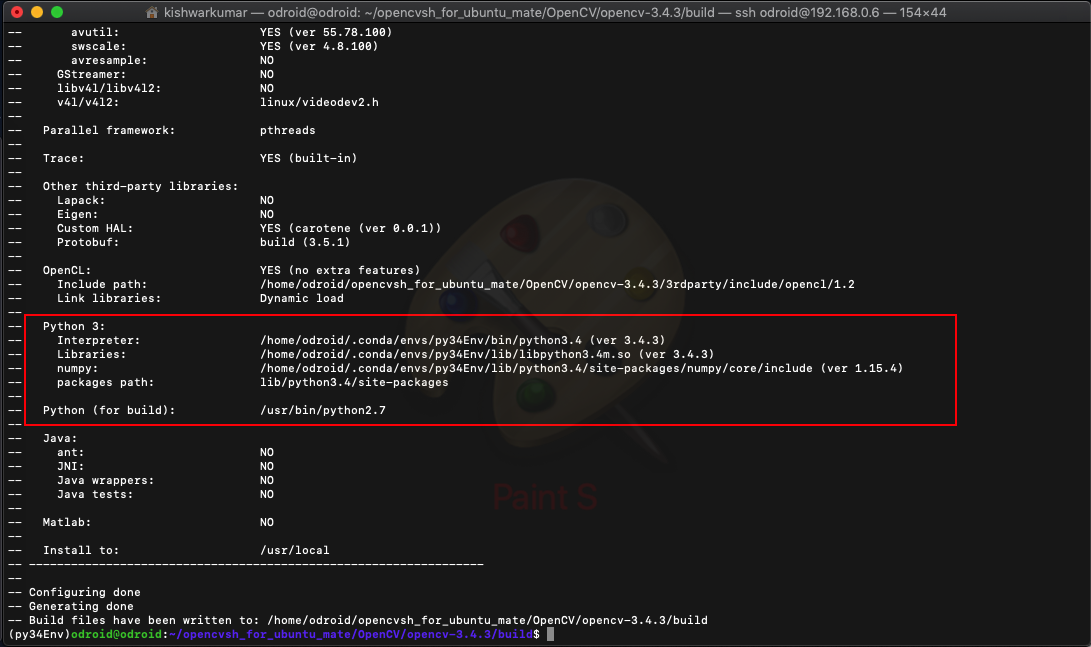 kishwarkumar — odroid@odroid: ~/opencvsh_for_ubuntu_mate/OpenCV/opencv-3.4.3/build — ssh odroid@192.168.0.6 — 154×44
--       avutil:                    YES (ver 55.78.100)
--       swscale:                   YES (ver 4.8.100)
--       avresample:                NO
--     GStreamer:                   NO
--     libv4l/libv4l2:              NO
--     v4l/v4l2:                    linux/videodev2.h
--
--   Parallel framework:            pthreads
--
--   Trace:                         YES (built-in)
--
--   Other third-party libraries:
--     Lapack:                      NO
--     Eigen:                       NO
--     Custom HAL:                  YES (carotene (ver 0.0.1))
--     Protobuf:                    build (3.5.1)
--
--   OpenCL:                        YES (no extra features)
--     Include path:                /home/odroid/opencvsh_for_ubuntu_mate/OpenCV/opencv-3.4.3/3rdparty/include/opencl/1.2
--     Link libraries:              Dynamic load
--
--   Python 3:
--     Interpreter:                 /home/odroid/.conda/envs/py34Env/bin/python3.4 (ver 3.4.3)
--     Libraries:                   /home/odroid/.conda/envs/py34Env/lib/libpython3.4m.so (ver 3.4.3)
--     numpy:                       /home/odroid/.conda/envs/py34Env/lib/python3.4/site-packages/numpy/core/include (ver 1.15.4)
--     packages path:               lib/python3.4/site-packages
--
--   Python (for build):            /usr/bin/python2.7
--
--   Java:
--     ant:                         NO
--     JNI:                         NO
--     Java wrappers:               NO
--     Java tests:                  NO
--
--   Matlab:                        NO
--
--   Install to:                    /usr/local
-- -----------------------------------------------------------------
--
-- Configuring done
-- Generating done
-- Build files have been written to: /home/odroid/opencvsh_for_ubuntu_mate/OpenCV/opencv-3.4.3/build
(py34Env)odroid@odroid:~/opencvsh_for_ubuntu_mate/OpenCV/opencv-3.4.3/build$
Paint S